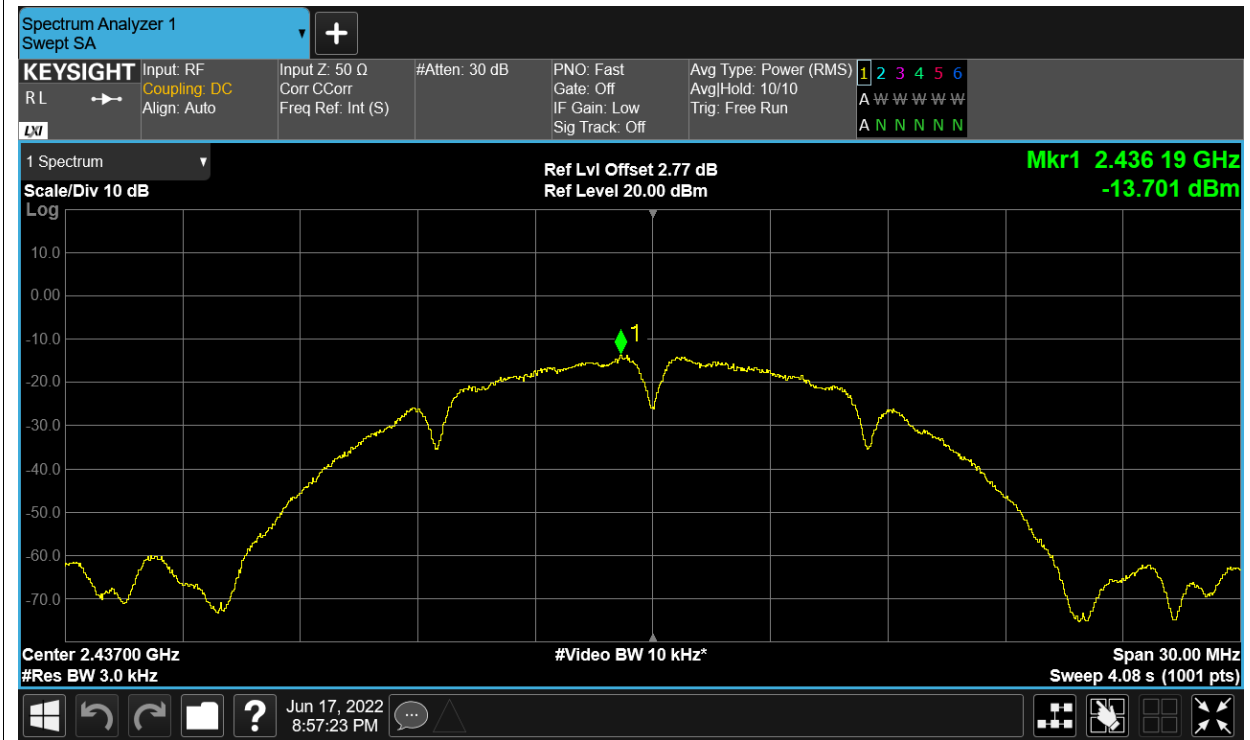 Spectrum Analyzer 1
Swept SA
KEYSIGHT
R L
LXI
Input: RF
Coupling: DC
Align: Auto
Input Z: 50 Ω
Corr CCorr
Freq Ref: Int (S)
#Atten: 30 dB
PNO: Fast
Gate: Off
IF Gain: Low
Sig Track: Off
Avg Type: Power (RMS)
Avg|Hold: 10/10
Trig: Free Run
1 2 3 4 5 6
A W W W W W
A N N N N N
1 Spectrum
Scale/Div 10 dB
Ref Lvl Offset 2.77 dB
Ref Level 20.00 dBm
Mkr1 2.436 19 GHz
-13.701 dBm
Log
10.0
0.00
-10.0
-20.0
-30.0
-40.0
-50.0
-60.0
-70.0
1
Center 2.43700 GHz
#Res BW 3.0 kHz
#Video BW 10 kHz*
Span 30.00 MHz
Sweep 4.08 s (1001 pts)
?
Jun 17, 2022
8:57:23 PM